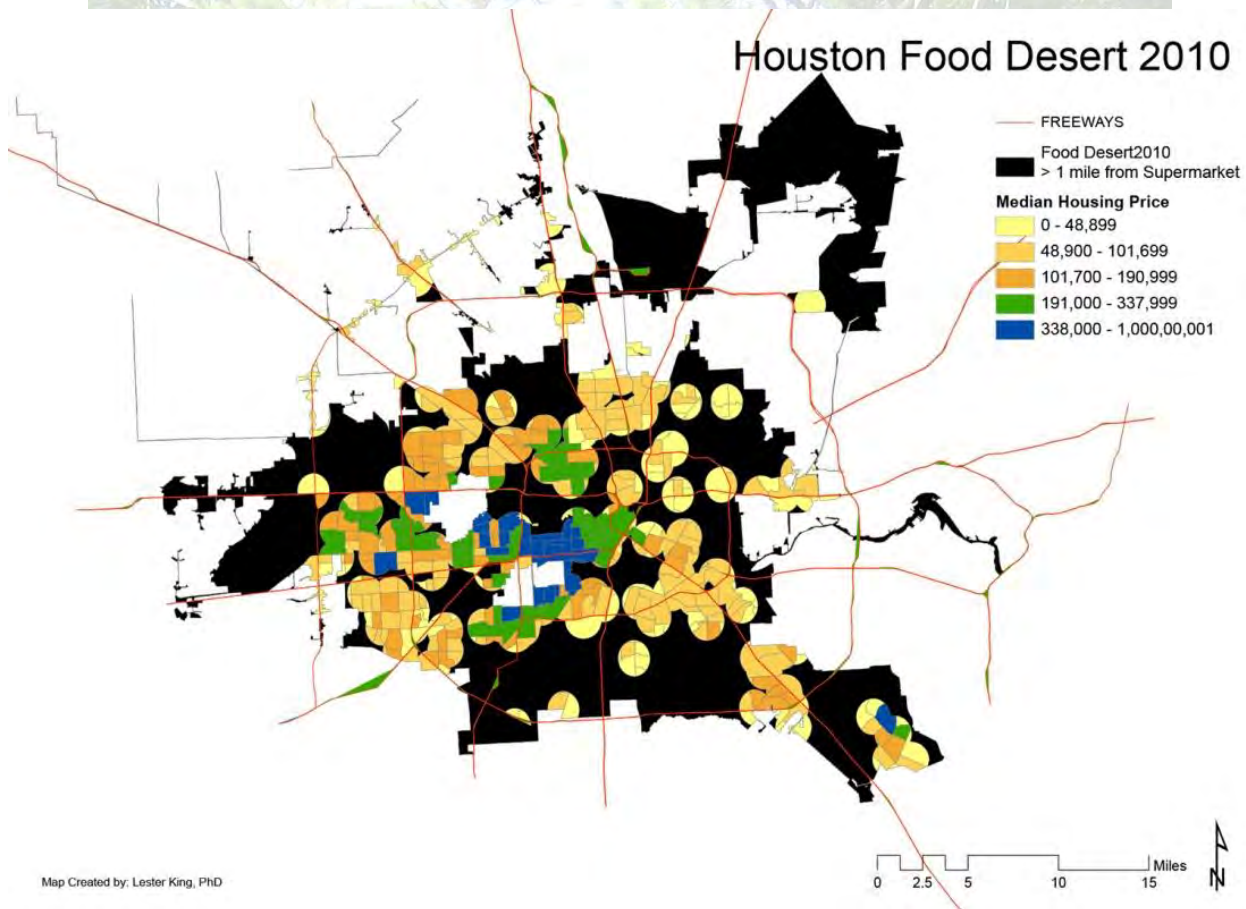 Houston Food Desert 2010
FREEWAYS
Food Desert2010
> 1 mile from Supermarket
Median Housing Price
0 - 48,899
48,900 - 101,699
101,700 - 190,999
191,000 - 337,999
338,000 - 1,000,00,001
Miles
0 2.5 5 10 15
N
Map Created by: Lester King, PhD